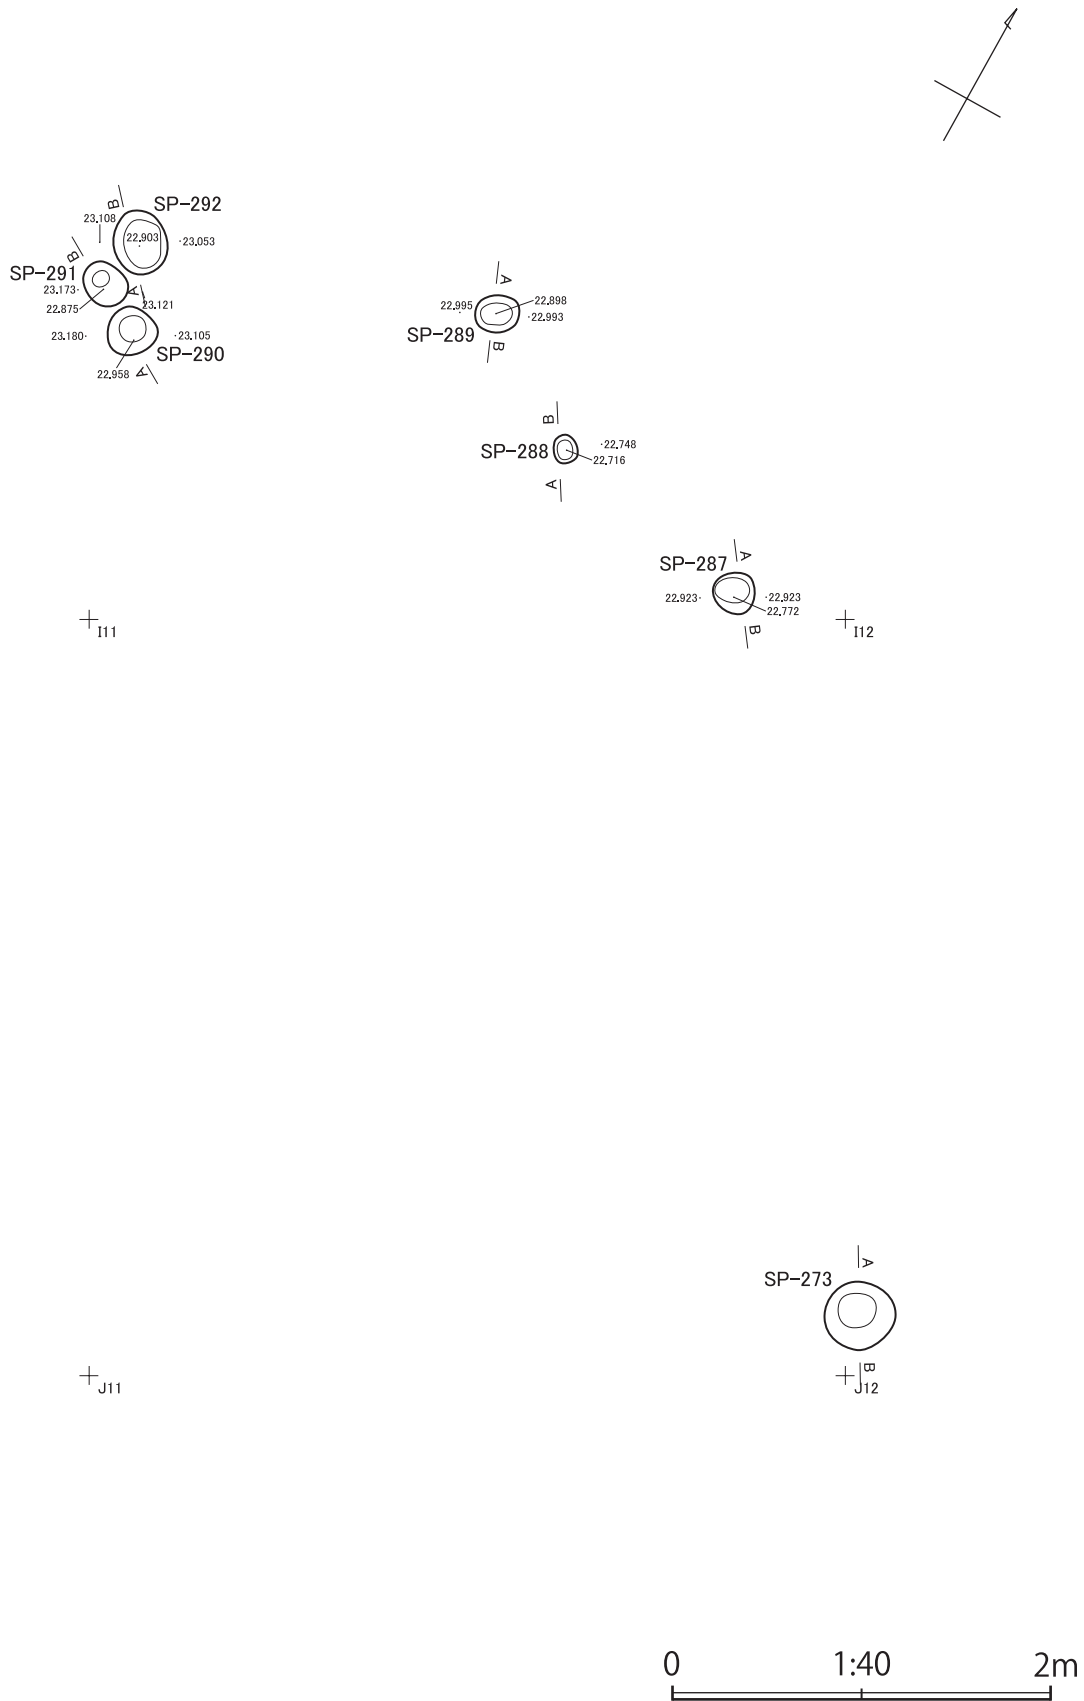 B
SP-292
23.108
22.903
·23.053
B
SP-291
23.173·
A
23.121
22.875
23.180·
·23.105
SP-290
22.958
A
A
22.995
22.898
·22.993
SP-289
B
B
SP-288
·22.748
22.716
A
A
SP-287
22.923·
·22.923
22.772
B
I11
I12
A
SP-273
B
J11
J12
0 1:40 2m